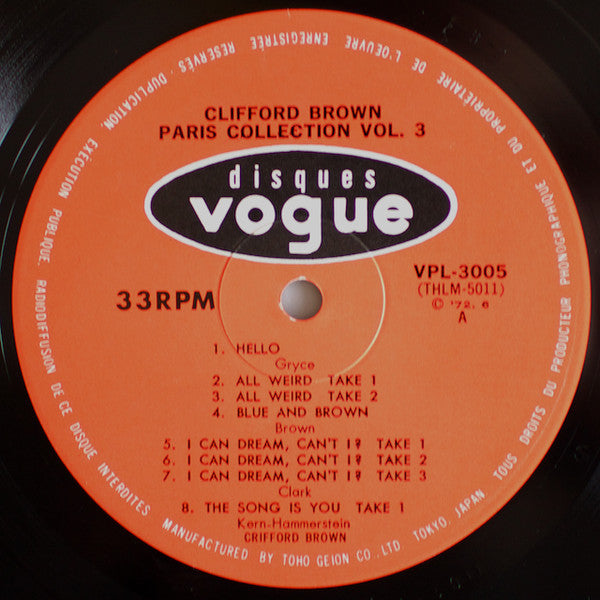 CLIFFORD BROWN
PARIS COLLECTION VOL. 3
disques
vogue
33RPM
VPL-3005
(THLM-5011)
© '72. 6
A
1. HELLO
Gryce
2. ALL WEIRD TAKE 1
3. ALL WEIRD TAKE 2
4. BLUE AND BROWN
Brown
5. I CAN DREAM, CAN'T I? TAKE 1
6. I CAN DREAM, CAN'T I? TAKE 2
7. I CAN DREAM, CAN'T I? TAKE 3
Clark
8. THE SONG IS YOU TAKE 1
Kern-Hammerstein
CRIFFORD BROWN
TOUS DROITS DU PRODUCTEUR PHONOGRAPHIQUE ET DU PROPRIÉTAIRE DE L'OEUVRE ENREGISTRÉE RESERVÉS. DUPLICATION, EXÉCUTION PUBLIQUE, RADIODIFFUSION DE CE DISQUE INTERDITES
MANUFACTURED BY TOHO GEION CO., LTD. TOKYO. JAPAN